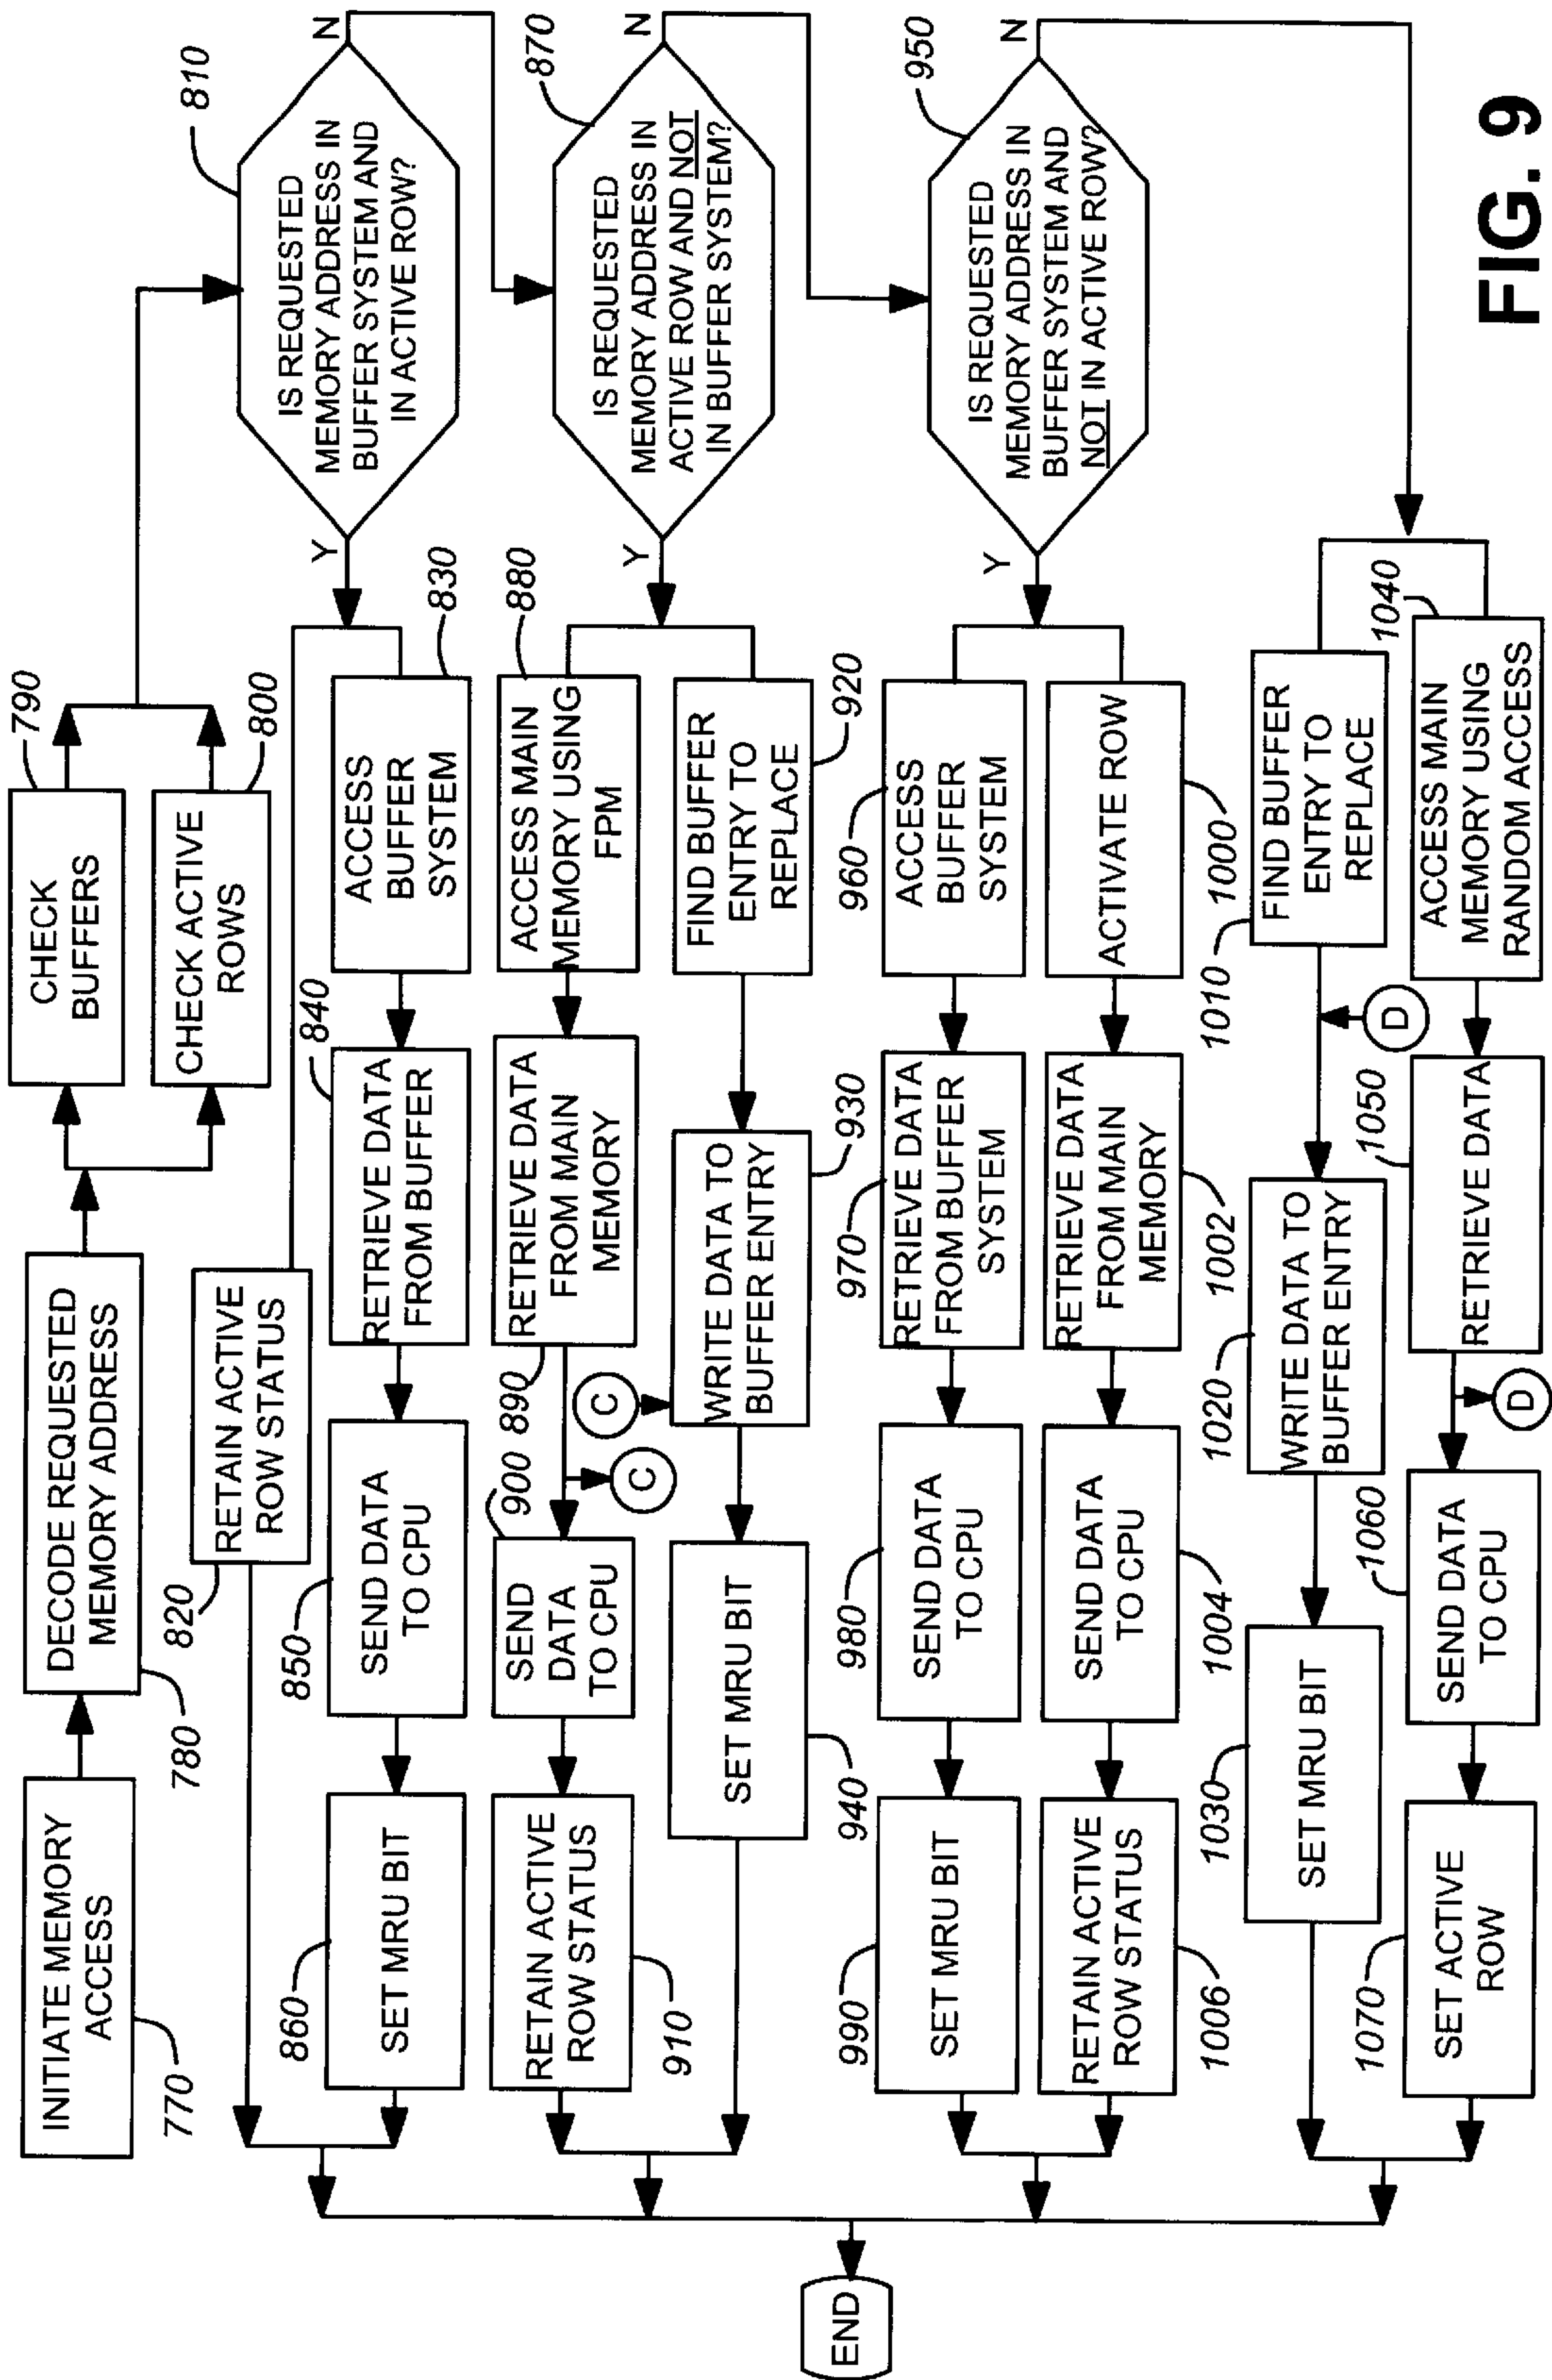 INITIATE MEMORY
ACCESS
770
DECODE REQUESTED
MEMORY ADDRESS
780
CHECK
BUFFERS
790
CHECK ACTIVE
ROWS
800
IS REQUESTED
MEMORY ADDRESS IN
BUFFER SYSTEM AND
IN ACTIVE ROW?
810
Y
N
RETAIN ACTIVE
ROW STATUS
820
ACCESS
BUFFER
SYSTEM
830
RETRIEVE DATA
FROM BUFFER
840
SEND DATA
TO CPU
850
SET MRU BIT
860
IS REQUESTED
MEMORY ADDRESS IN
ACTIVE ROW AND NOT
IN BUFFER SYSTEM?
870
Y
N
ACCESS MAIN
MEMORY USING
FPM
880
RETRIEVE DATA
FROM MAIN
MEMORY
890
C
SEND
DATA
TO CPU
900
RETAIN ACTIVE
ROW STATUS
910
FIND BUFFER
ENTRY TO
REPLACE
920
C
WRITE DATA TO
BUFFER ENTRY
930
SET MRU BIT
940
IS REQUESTED
MEMORY ADDRESS IN
BUFFER SYSTEM AND
NOT IN ACTIVE ROW?
950
Y
N
ACCESS
BUFFER
SYSTEM
960
RETRIEVE DATA
FROM BUFFER
SYSTEM
970
SEND DATA
TO CPU
980
SET MRU BIT
990
ACTIVATE ROW
1000
RETRIEVE DATA
FROM MAIN
MEMORY
1002
SEND DATA
TO CPU
1004
RETAIN ACTIVE
ROW STATUS
1006
FIND BUFFER
ENTRY TO
REPLACE
1010
D
WRITE DATA TO
BUFFER ENTRY
1020
SET MRU BIT
1030
ACCESS MAIN
MEMORY USING
RANDOM ACCESS
1040
RETRIEVE DATA
1050
D
SEND DATA
TO CPU
1060
SET ACTIVE
ROW
1070
END
FIG. 9